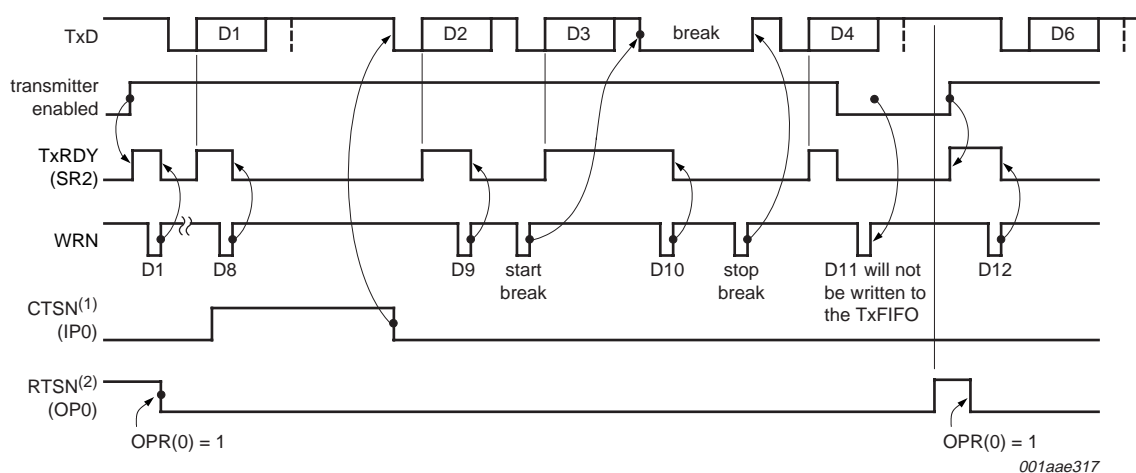 TxD
D1
D2
D3
break
D4
D6
transmitter
enabled
TxRDY
(SR2)
WRN
D1
D8
D9
start
break
D10
stop
break
D11 will not
be written to
the TxFIFO
D12
CTSN(1)
(IP0)
RTSN(2)
(OP0)
OPR(0) = 1
OPR(0) = 1
001aae317